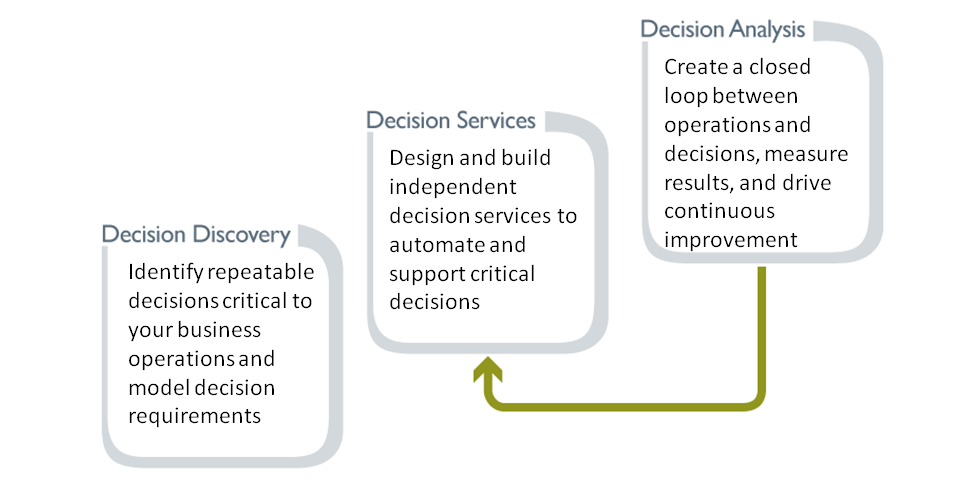 Decision Analysis
Create a closed
loop between
operations and
decisions, measure
results, and drive
continuous
improvement
Decision Services
Design and build
independent
decision services to
automate and
support critical
decisions
Decision Discovery
Identify repeatable
decisions critical to
your business
operations and
model decision
requirements